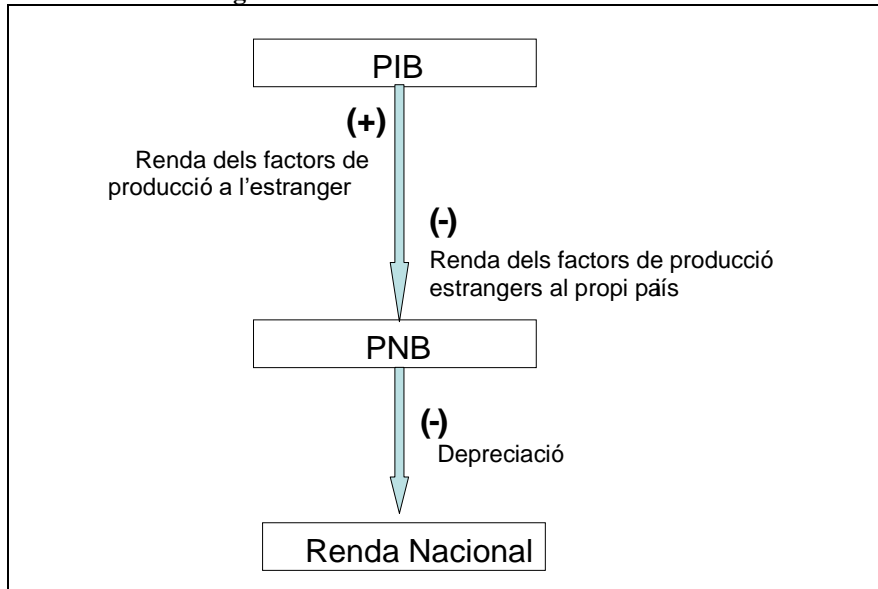 PIB
(+)
Renda dels factors de
producció a l’estranger
(-)
Renda dels factors de producció
estrangers al propi país
PNB
(-)
Depreciació
Renda Nacional